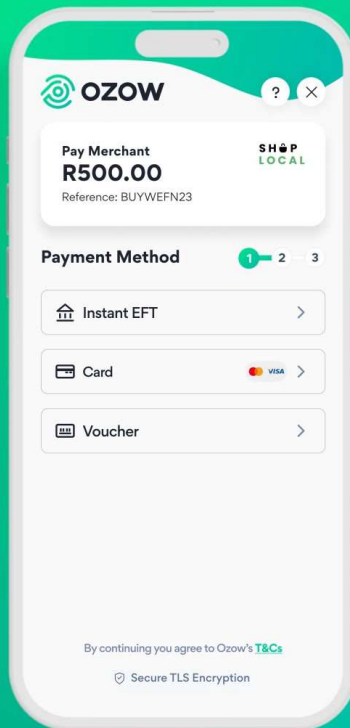 OZOW
?
Pay Merchant
SHOP
LOCAL
R500.00
Reference: BUYWEFN23
Payment Method
1 2 3
Instant EFT
Card
VISA
Voucher
By continuing you agree to Ozow's T&Cs
Secure TLS Encryption